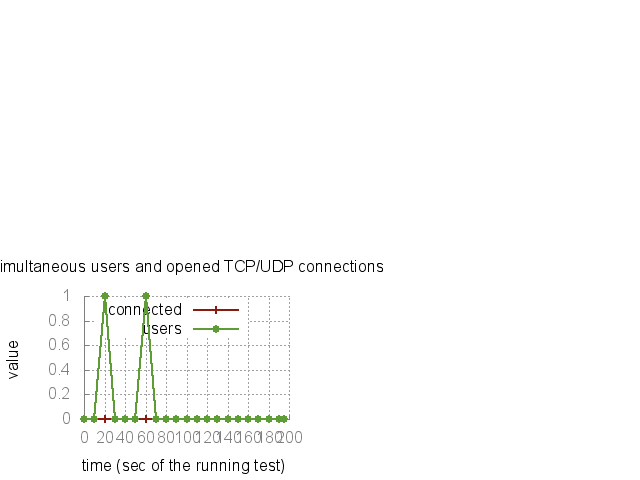 imultaneous users and opened TCP/UDP connections
1
connected
0.8
users
0.6
value
0.4
0.2
0
0 20 40 60 80 100 120 140 160 180 200
time (sec of the running test)